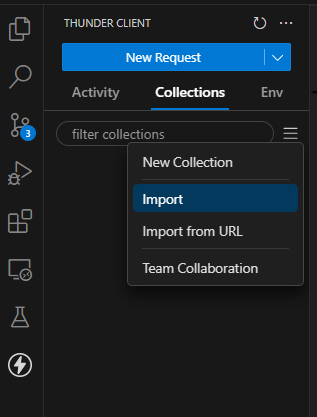 THUNDER CLIENT
New Request
Activity Collections Env
filter collections
New Collection
Import
Import from URL
Team Collaboration
3